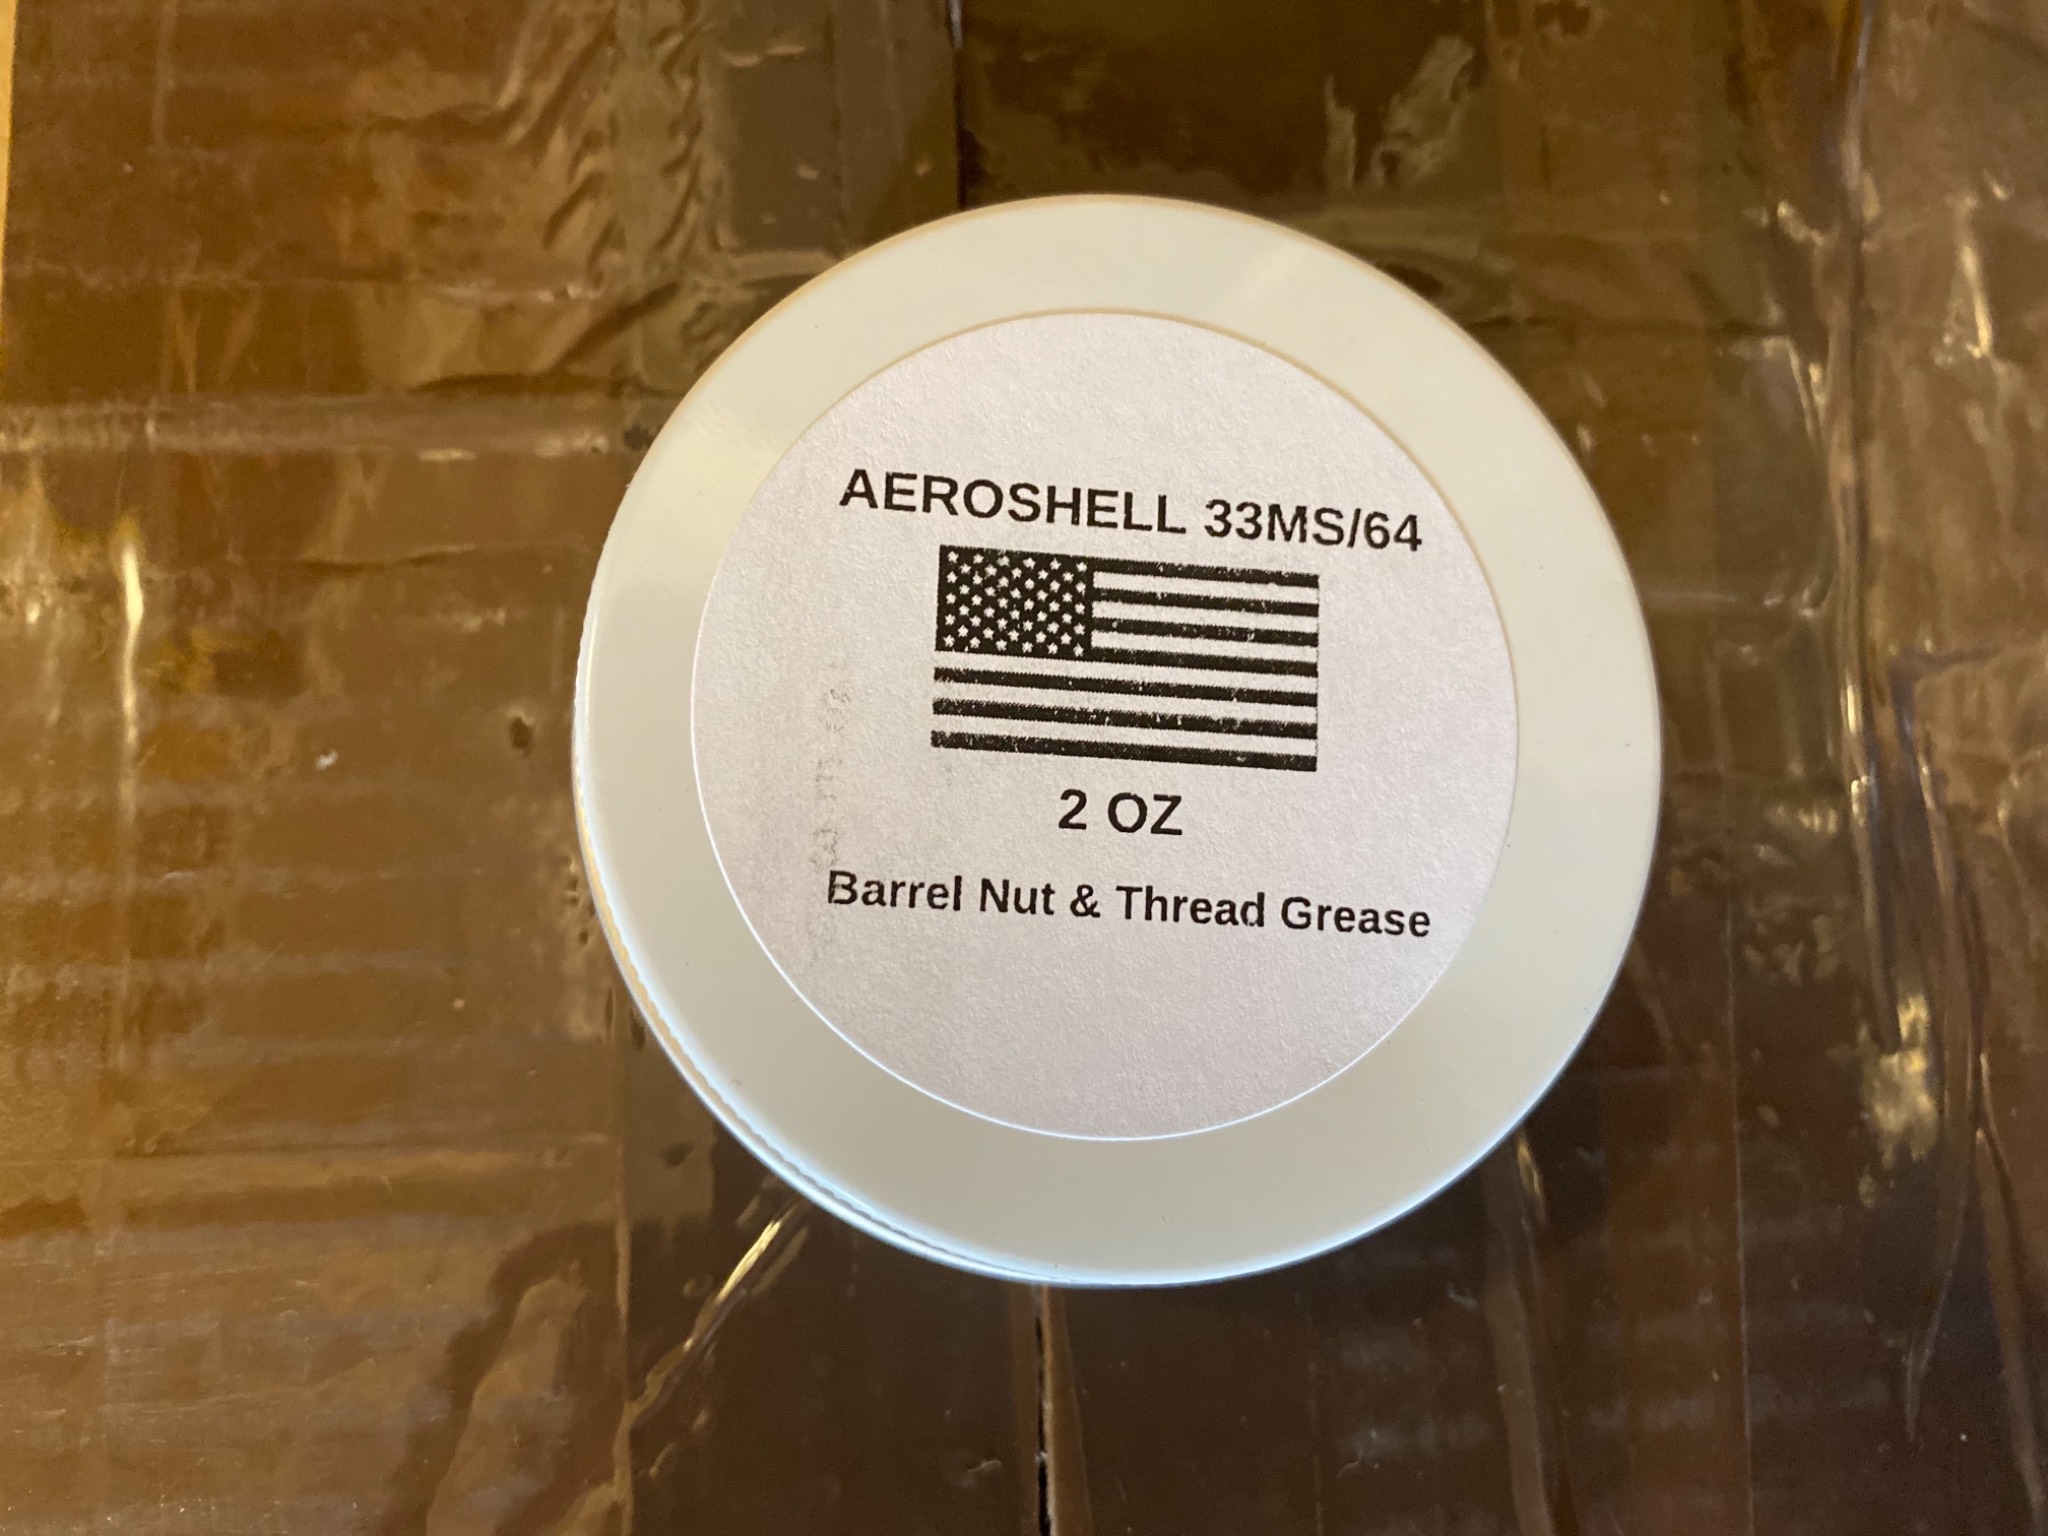 AEROSHELL 33MS/64
2 OZ
Barrel Nut & Thread Grease